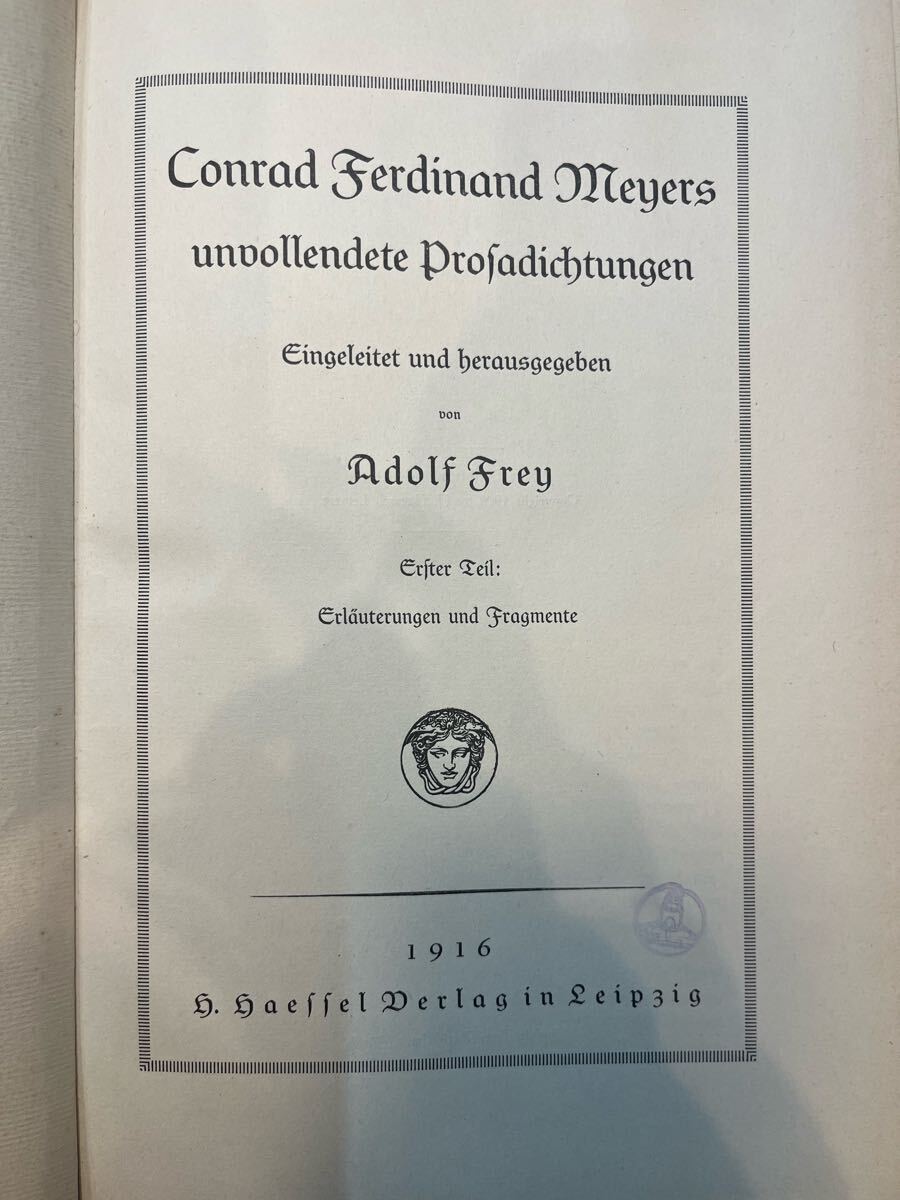 Conrad Ferdinand Meyers
unvollendete Proſadichtungen
Eingeleitet und herausgegeben
von
Adolf Frey
Erſter Teil:
Erläuterungen und Fragmente
1916
H. Haeſſel Verlag in Leipzig